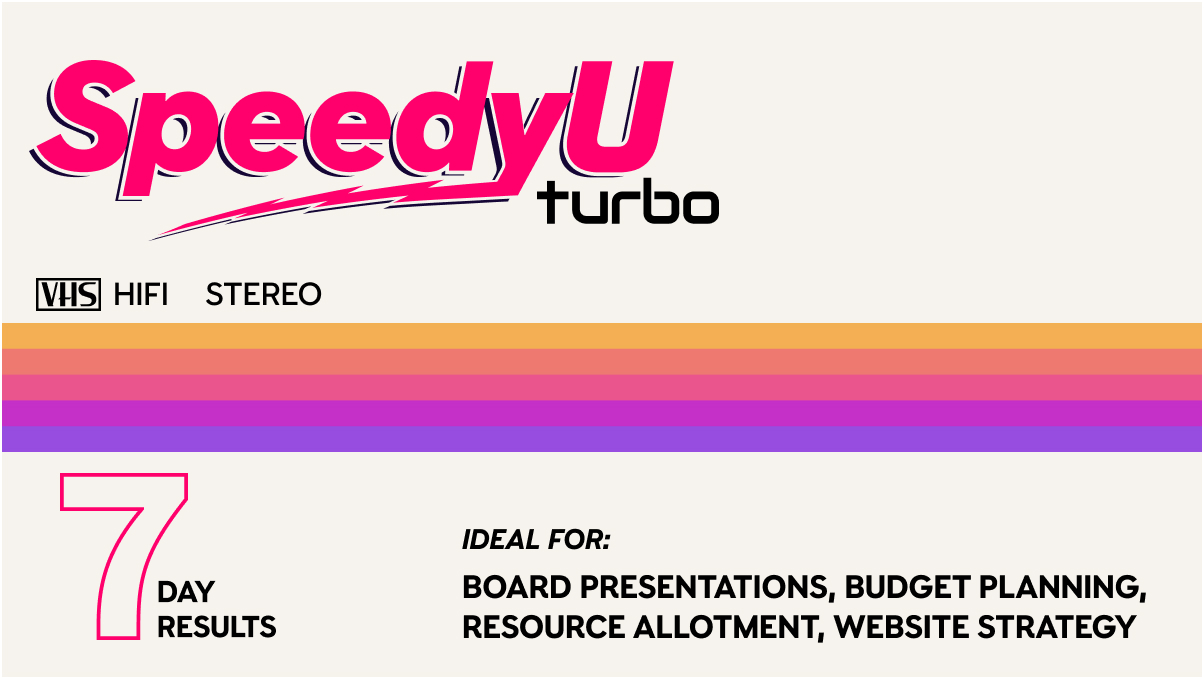 SpeedyU
turbo
VHS HIFI STEREO
7 DAY
RESULTS
IDEAL FOR:
BOARD PRESENTATIONS, BUDGET PLANNING,
RESOURCE ALLOTMENT, WEBSITE STRATEGY